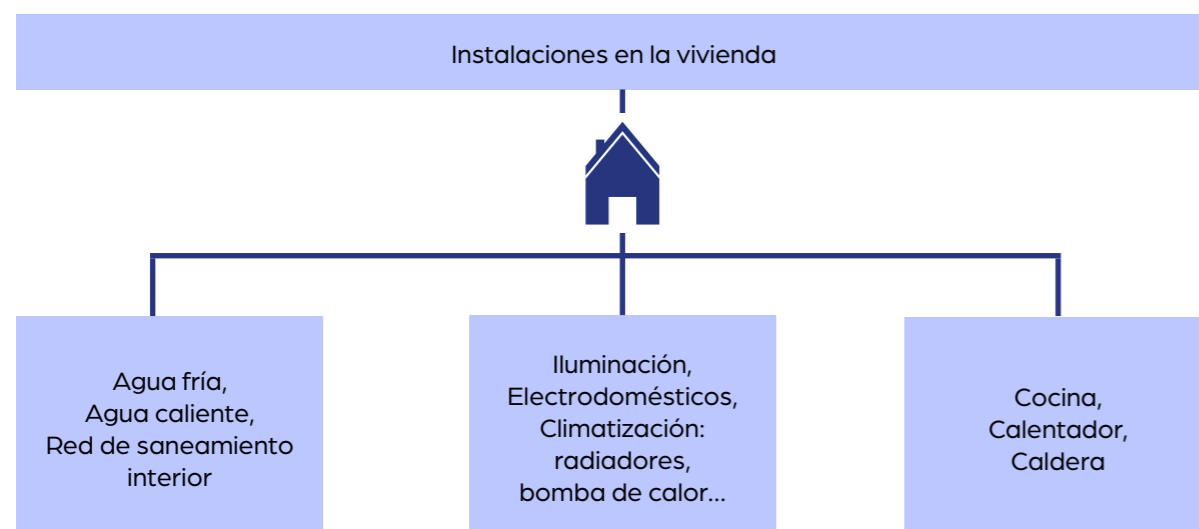 Instalaciones en la vivienda
Agua fría,
Agua caliente,
Red de saneamiento
interior
Iluminación,
Electrodomésticos,
Climatización:
radiadores,
bomba de calor...
Cocina,
Calentador,
Caldera